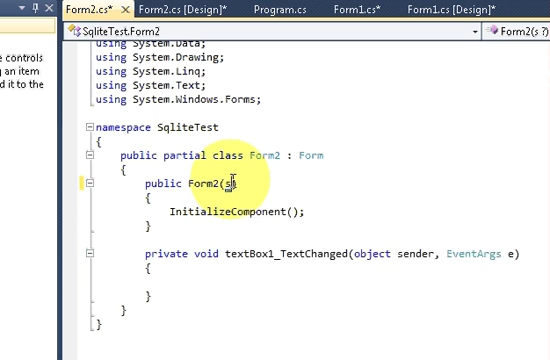 Form2.cs* × Form2.cs [Design]* Program.cs Form1.cs* Form1.cs [Design]*
SqliteTest.Form2 Form2(s ?)
e controls
g an item
d it to the
using System.Data;
using System.Drawing;
using System.Linq;
using System.Text;
using System.Windows.Forms;
namespace SqliteTest
{
public partial class Form2 : Form
{
public Form2(s
{
InitializeComponent();
}
private void textBox1_TextChanged(object sender, EventArgs e)
{
}
}
}